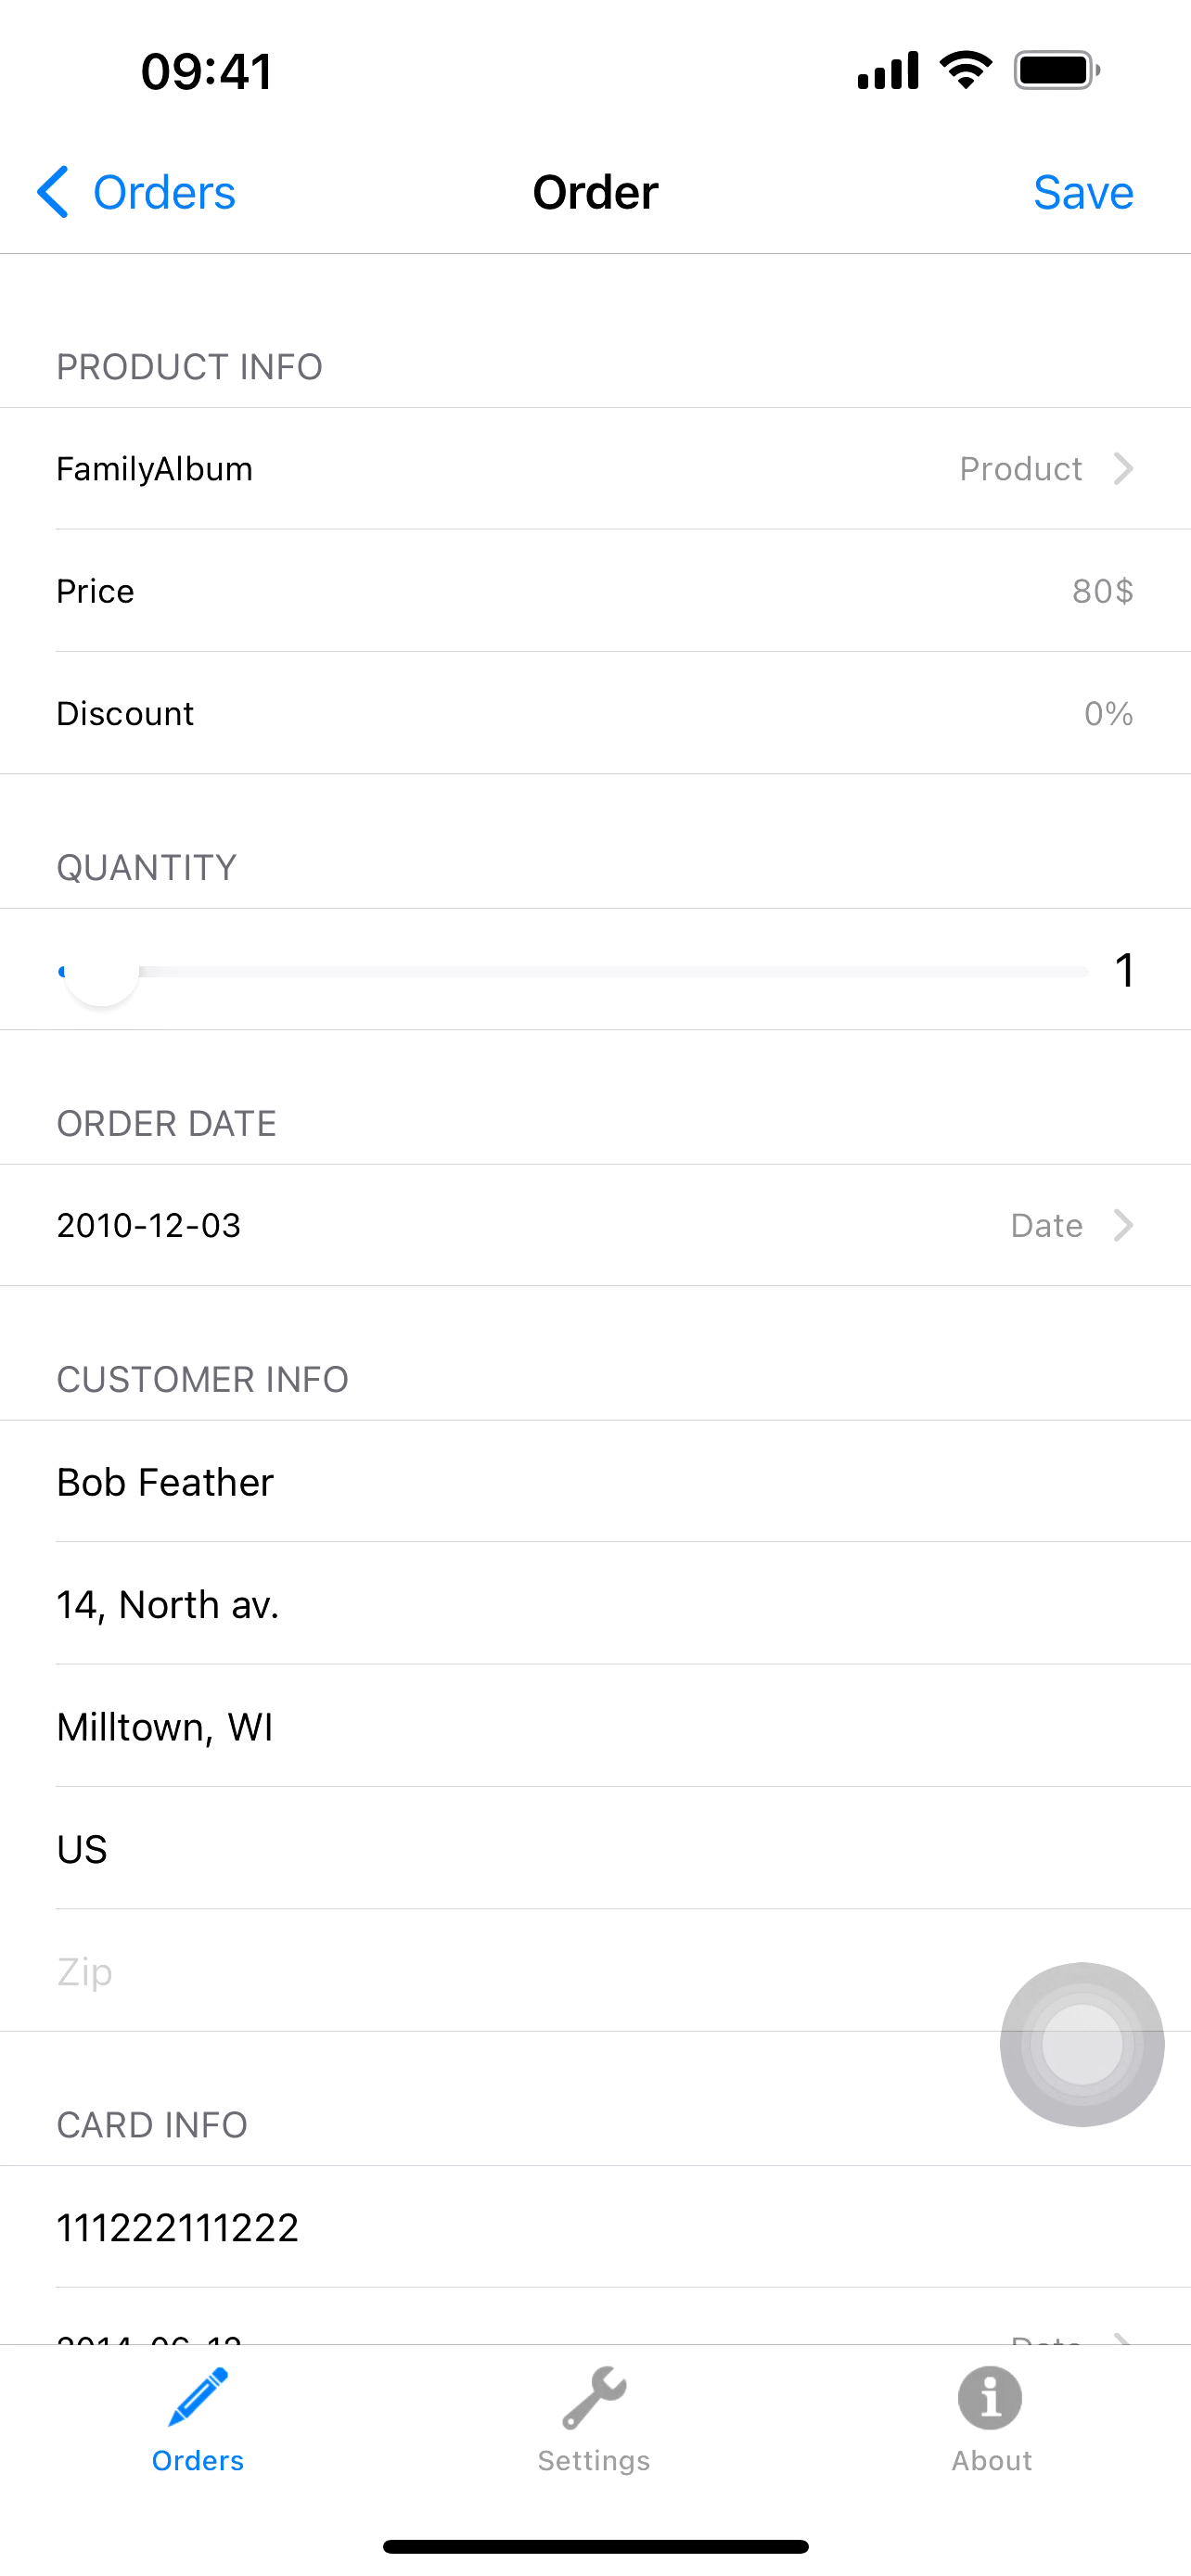 09:41
Orders Order Save
PRODUCT INFO
FamilyAlbum Product
Price 80$
Discount 0%
QUANTITY
1
ORDER DATE
2010-12-03 Date
CUSTOMER INFO
Bob Feather
14, North av.
Milltown, WI
US
Zip
CARD INFO
111222111222
Orders Settings About